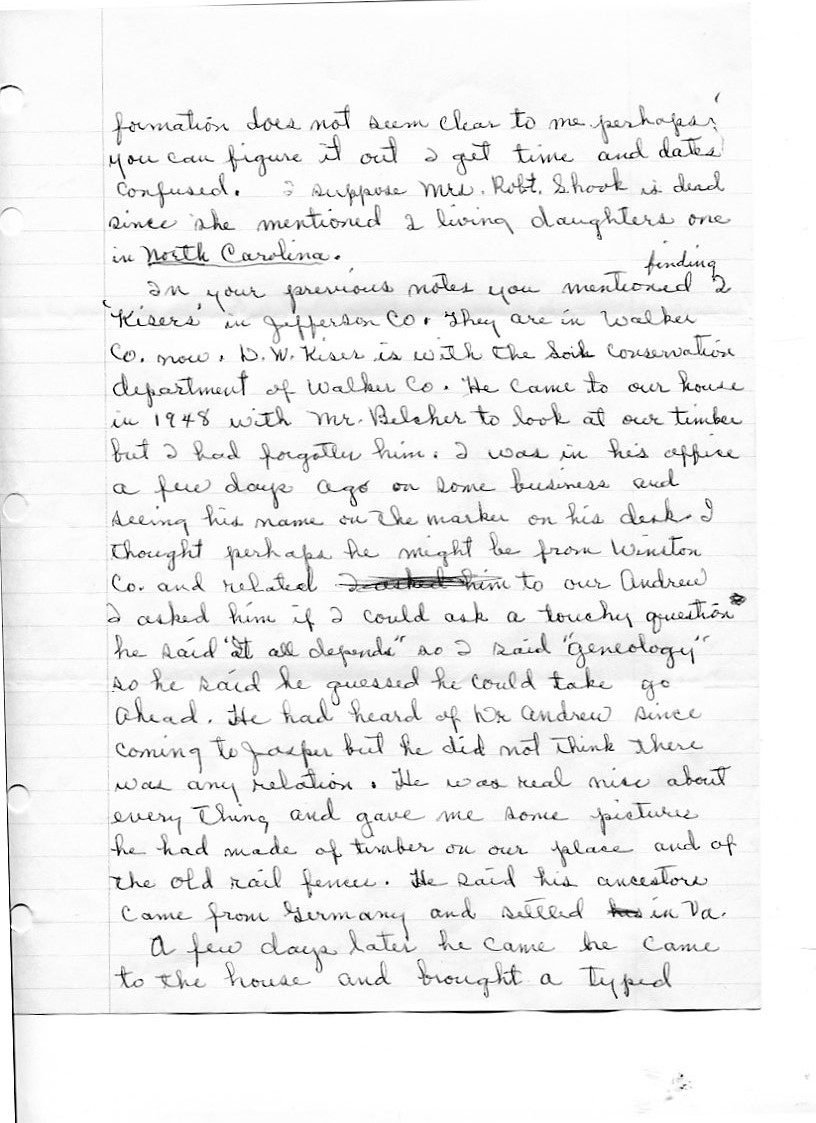 formation does not seem clear to me perhaps
you can figure it out I get time and dates
confused. I suppose Mrs. Robt. Shook is dead
since she mentioned 2 living daughters one
in North Carolina.
finding
In your previous notes you mentioned 2
'Kisers' in Jefferson Co. They are in Walker
Co. now. D.W. Kiser is with the Soil Conservation
department of Walker Co. He came to our house
in 1948 with Mr. Belcher to look at our timber
but I had forgotten him. I was in his office
a few days ago on some business and
seeing his name on the marker on his desk I
thought perhaps he might be from Winston
Co. and related I asked him to our Andrew
I asked him if I could ask a touchy question
he said "It all depends" so I said "Geneology"
so he said he guessed he could take go
ahead. He had heard of Dr Andrew since
coming to Jasper but he did not think there
was any relation. He was real nice about
every thing and gave me some pictures
he had made of timber on our place and of
the old rail fence. He said his ancestors
came from Germany and settled his in Va.
A few days later he came he came
to the house and brought a typed